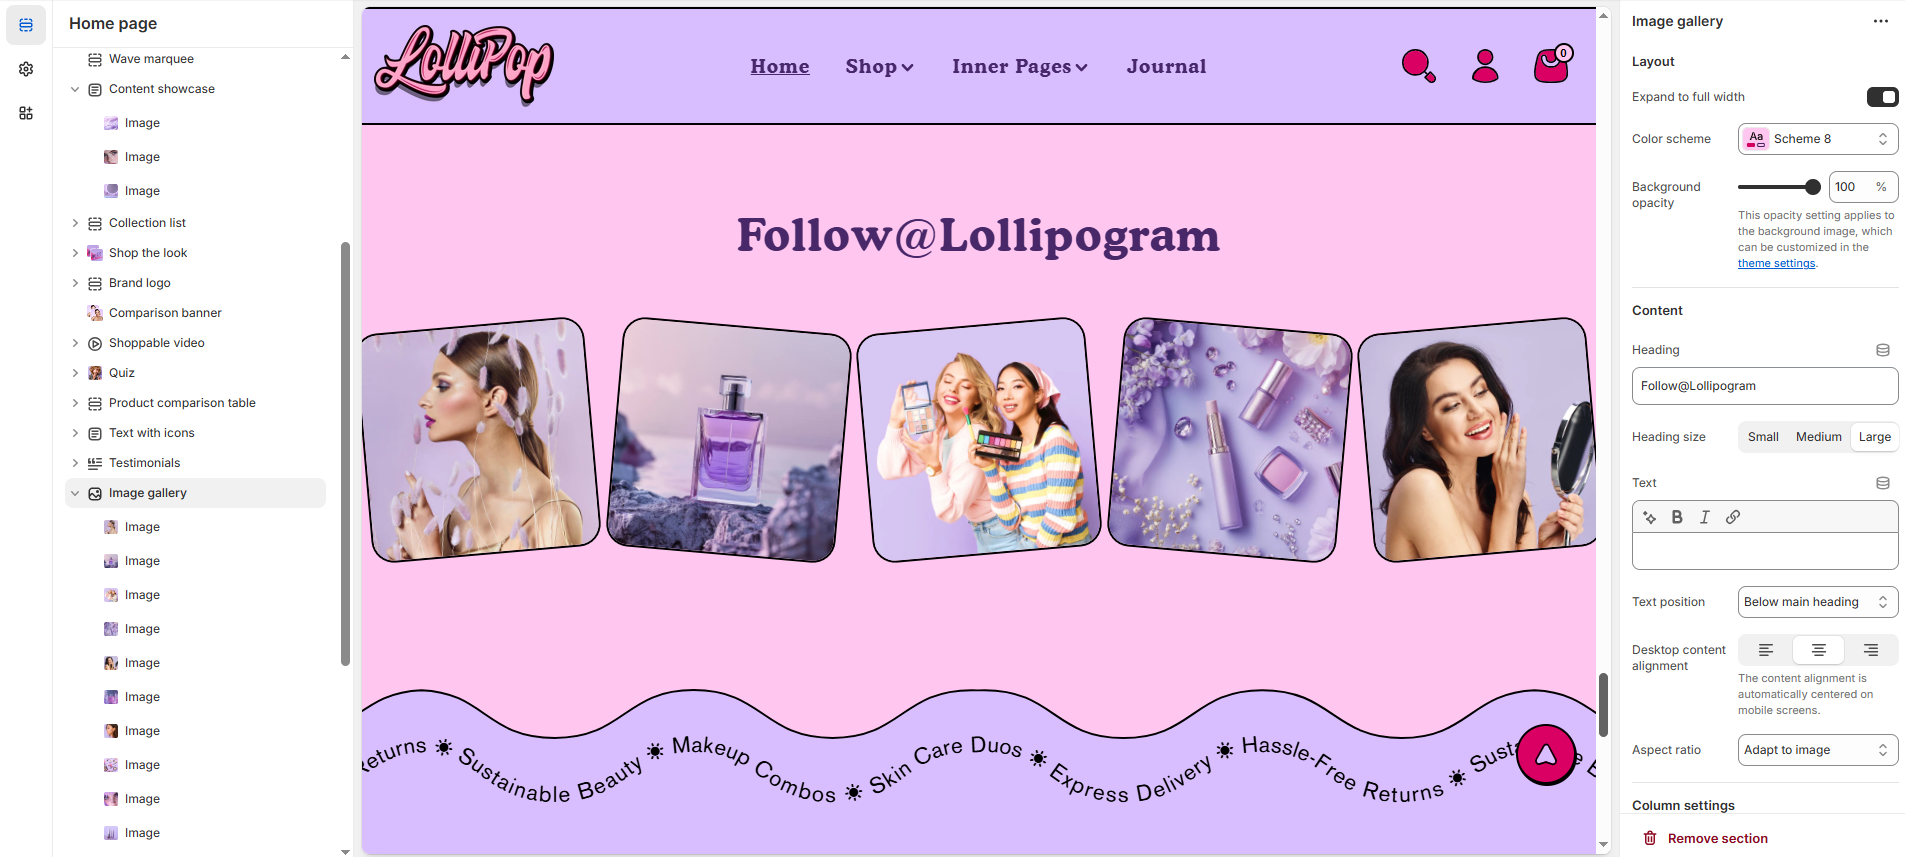 Home page
Wave marquee
Content showcase
Image
Image
Image
Collection list
Shop the look
Brand logo
Comparison banner
Shoppable video
Quiz
Product comparison table
Text with icons
Testimonials
Image gallery
Image
Image
Image
Image
Image
Image
Image
Image
Image
Image
LolliPop
Home
Shop
Inner Pages
Journal
0
Follow@Lollipogram
Returns ☀ Sustainable Beauty ☀ Makeup Combos ☀ Skin Care Duos ☀ Express Delivery ☀ Hassle-Free Returns ☀
Image gallery
Layout
Expand to full width
Color scheme
Aa
Scheme 8
Background
opacity
100 %
This opacity setting applies to
the background image, which
can be customized in the
theme settings.
Content
Heading
Follow@Lollipogram
Heading size
Small
Medium
Large
Text
B I
Text position
Below main heading
Desktop content
alignment
The content alignment is
automatically centered on
mobile screens.
Aspect ratio
Adapt to image
Column settings
Remove section